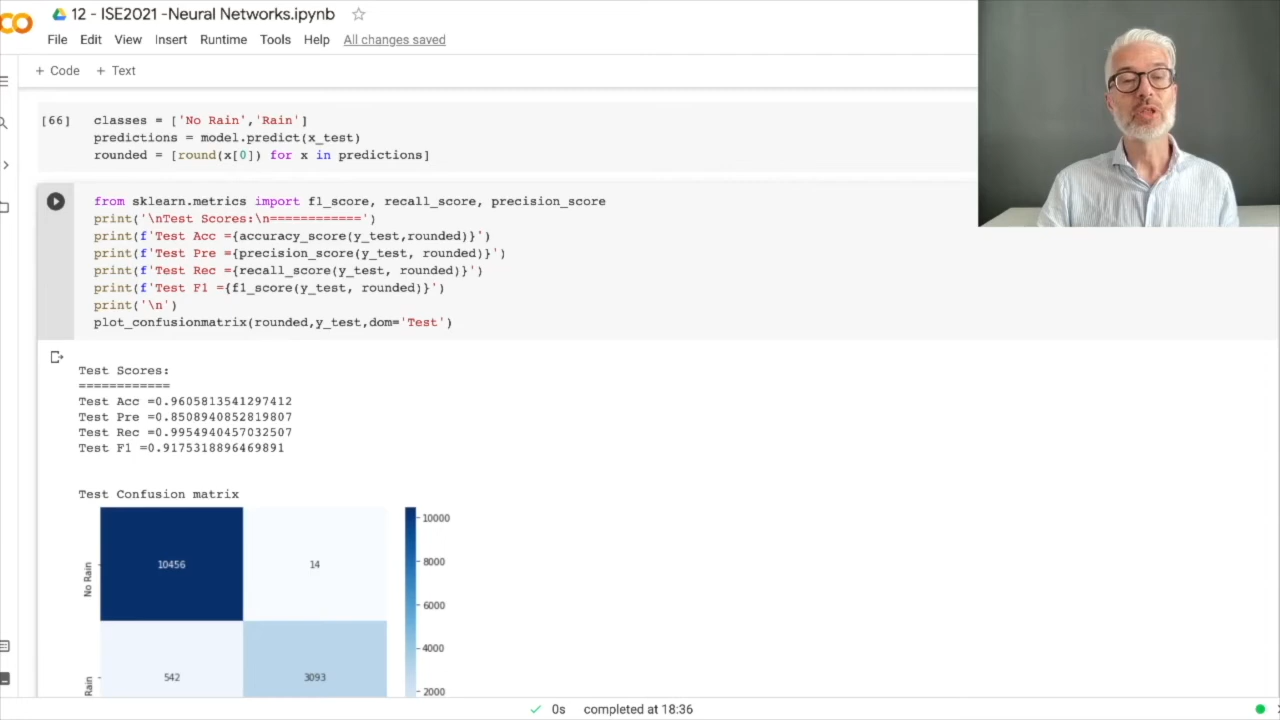 CO
12 - ISE2021 -Neural Networks.ipynb
File Edit View Insert Runtime Tools Help All changes saved
+ Code + Text
[66] classes = ['No Rain','Rain']
predictions = model.predict(x_test)
rounded = [round(x[0]) for x in predictions]
from sklearn.metrics import f1_score, recall_score, precision_score
print('\nTest Scores:\n============')
print(f'Test Acc ={accuracy_score(y_test,rounded)}')
print(f'Test Pre ={precision_score(y_test, rounded)}')
print(f'Test Rec ={recall_score(y_test, rounded)}')
print(f'Test F1 ={f1_score(y_test, rounded)}')
print('\n')
plot_confusionmatrix(rounded,y_test,dom='Test')
Test Scores:
============
Test Acc =0.9605813541297412
Test Pre =0.8508940852819807
Test Rec =0.9954940457032507
Test F1 =0.9175318896469891
Test Confusion matrix
No Rain
10456 14
10000
8000
6000
4000
2000
Rain
542 3093
0s completed at 18:36